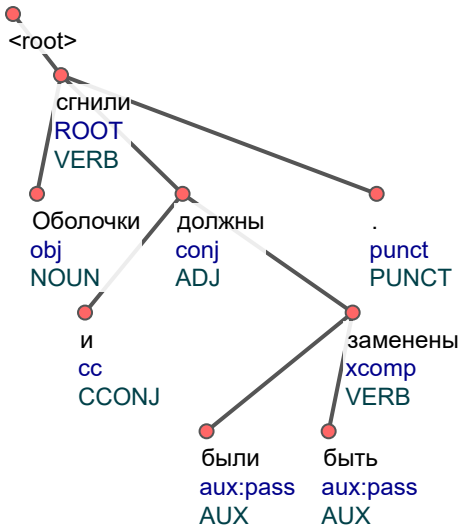 <root>
сгнили
ROOT
VERB
Оболочки должны .
obj conj punct
NOUN ADJ PUNCT
и заменены
cc xcomp
CCONJ VERB
были быть
aux:pass aux:pass
AUX AUX